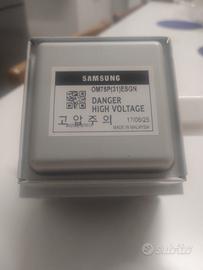 SAMSUNG
OM75P(31)ESGN
DANGER
HIGH VOLTAGE
고압주의
17/06/25
MADE IN MALAYSIA
subito